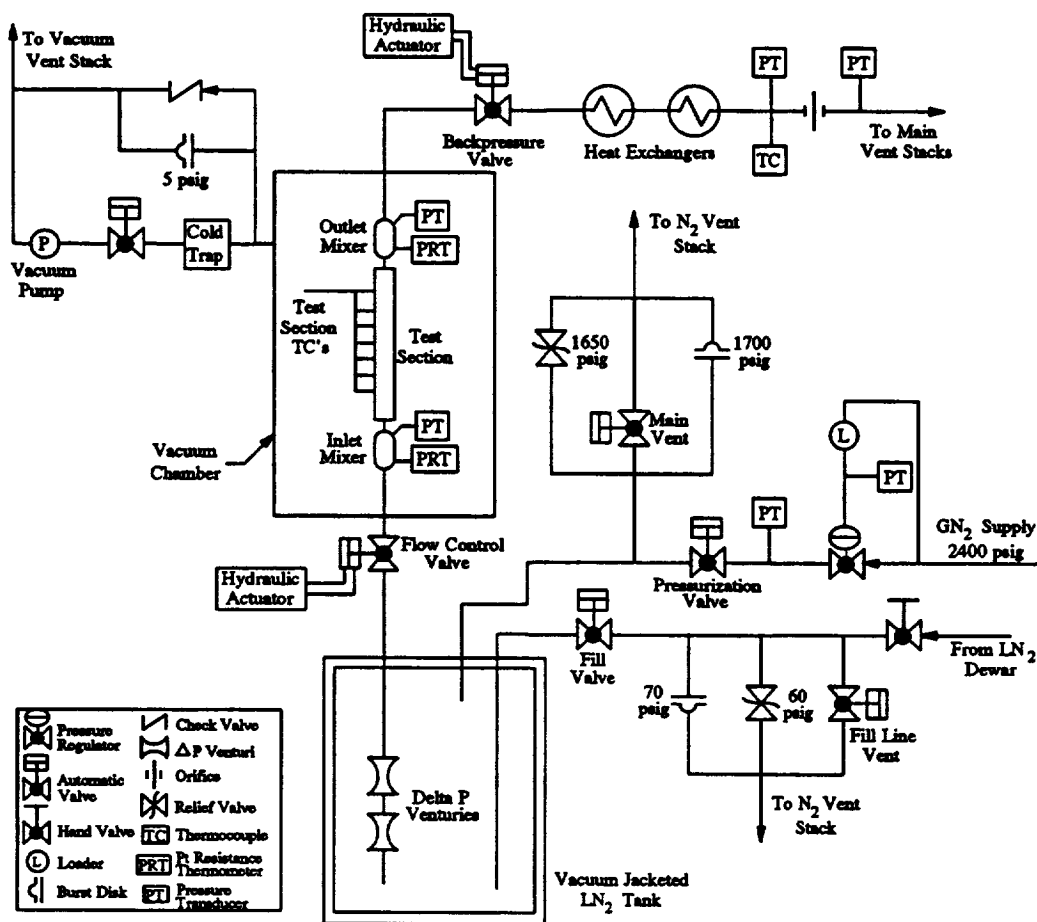 Hydraulic
Actuator
To Vacuum
Vent Stack
5 psig
Backpressure
Valve
Heat Exchangers
PT
PT
TC
To Main
Vent Stacks
P
Vacuum
Pump
Cold
Trap
Outlet
Mixer
PT
PRT
Test
Section
TC's
Test
Section
Inlet
Mixer
PT
PRT
Vacuum
Chamber
To N2 Vent
Stack
1650
psig
1700
psig
Main
Vent
L
PT
PT
GN2 Supply
2400 psig
Pressurization
Valve
Flow Control
Valve
Hydraulic
Actuator
Fill
Valve
From LN2
Dewar
70
psig
60
psig
Fill Line
Vent
To N2 Vent
Stack
Delta P
Venturies
Vacuum Jacketed
LN2 Tank
Pressure
Regulator
Automatic
Valve
Hand Valve
L Loader
Burst Disk
Check Valve
Δ P Venturi
Orifice
Relief Valve
TC Thermocouple
PRT Pt Resistance
Thermometer
PT Pressure
Transducer